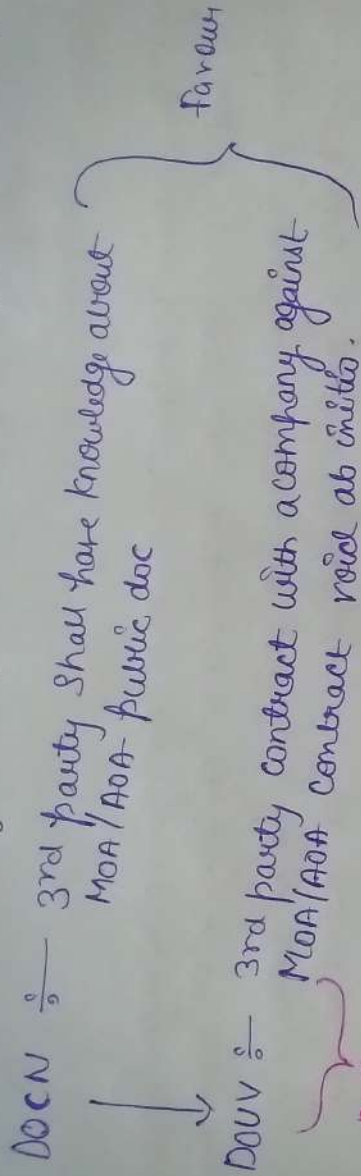 DOCN ÷ 3rd party shall have knowledge about
MOA/AOA - public doc
DOUV ÷ 3rd party contract with a company against
MOA/AOA contract void ab initio.
Favour